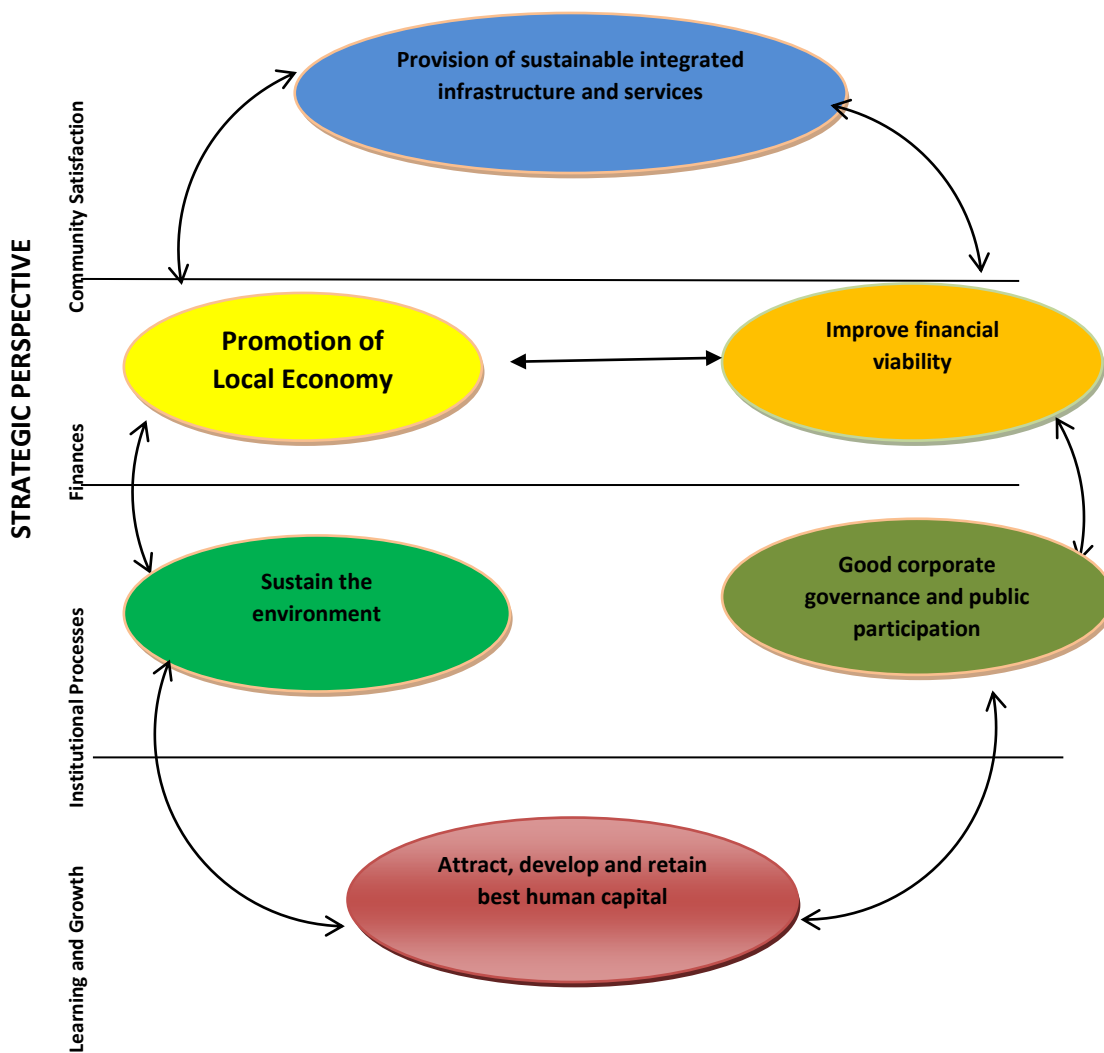 STRATEGIC PERSPECTIVE
Community Satisfaction
Provision of sustainable integrated
infrastructure and services
Finances
Promotion of
Local Economy
Improve financial
viability
Institutional Processes
Sustain the
environment
Good corporate
governance and public
participation
Learning and Growth
Attract, develop and retain
best human capital